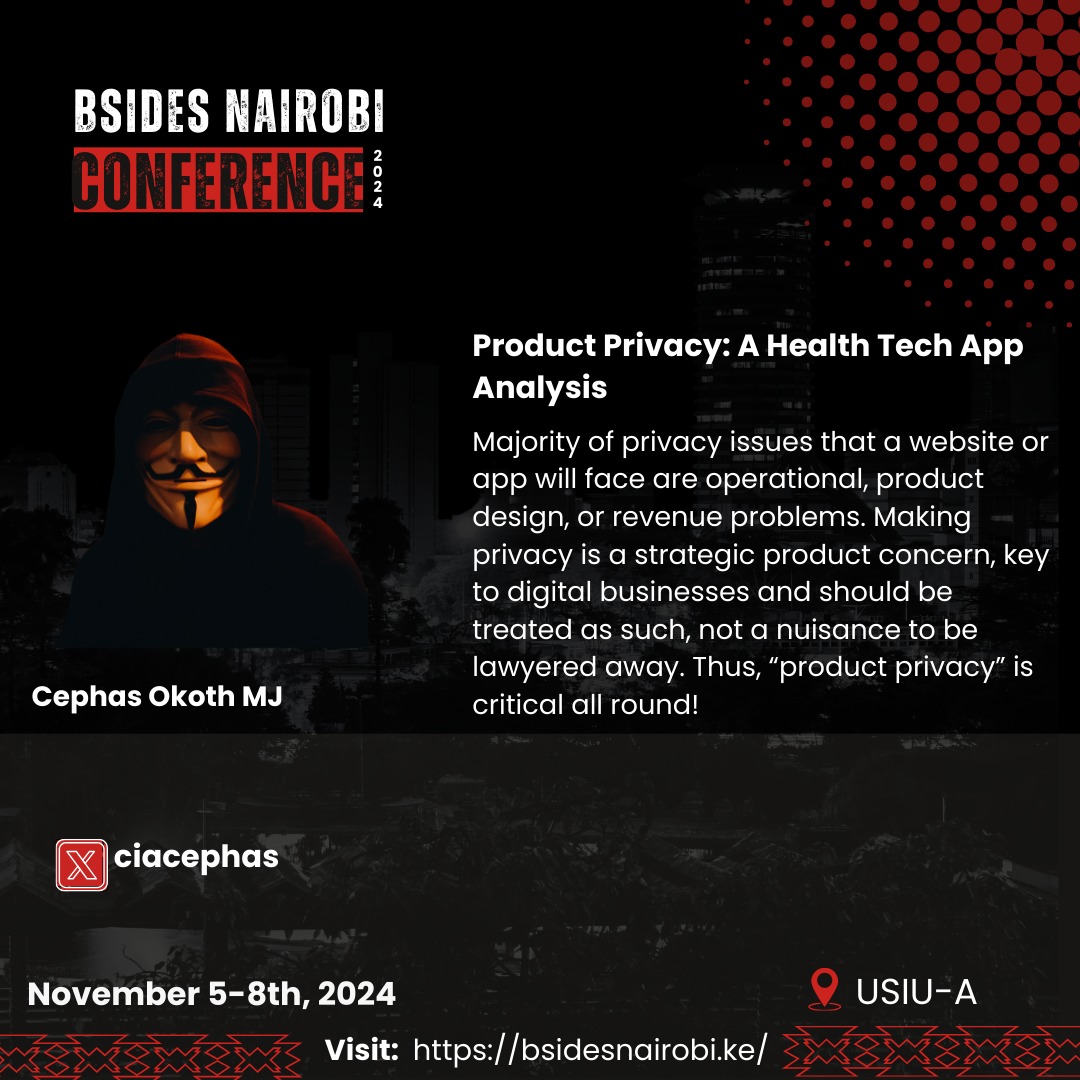 BSIDES NAIROBI
CONFERENCE
2024
Product Privacy: A Health Tech App
Analysis
Majority of privacy issues that a website or
app will face are operational, product
design, or revenue problems. Making
privacy is a strategic product concern, key
to digital businesses and should be
treated as such, not a nuisance to be
lawyered away. Thus, “product privacy” is
critical all round!
Cephas Okoth MJ
X ciacephas
November 5-8th, 2024
USIU-A
Visit: https://bsidesnairobi.ke/